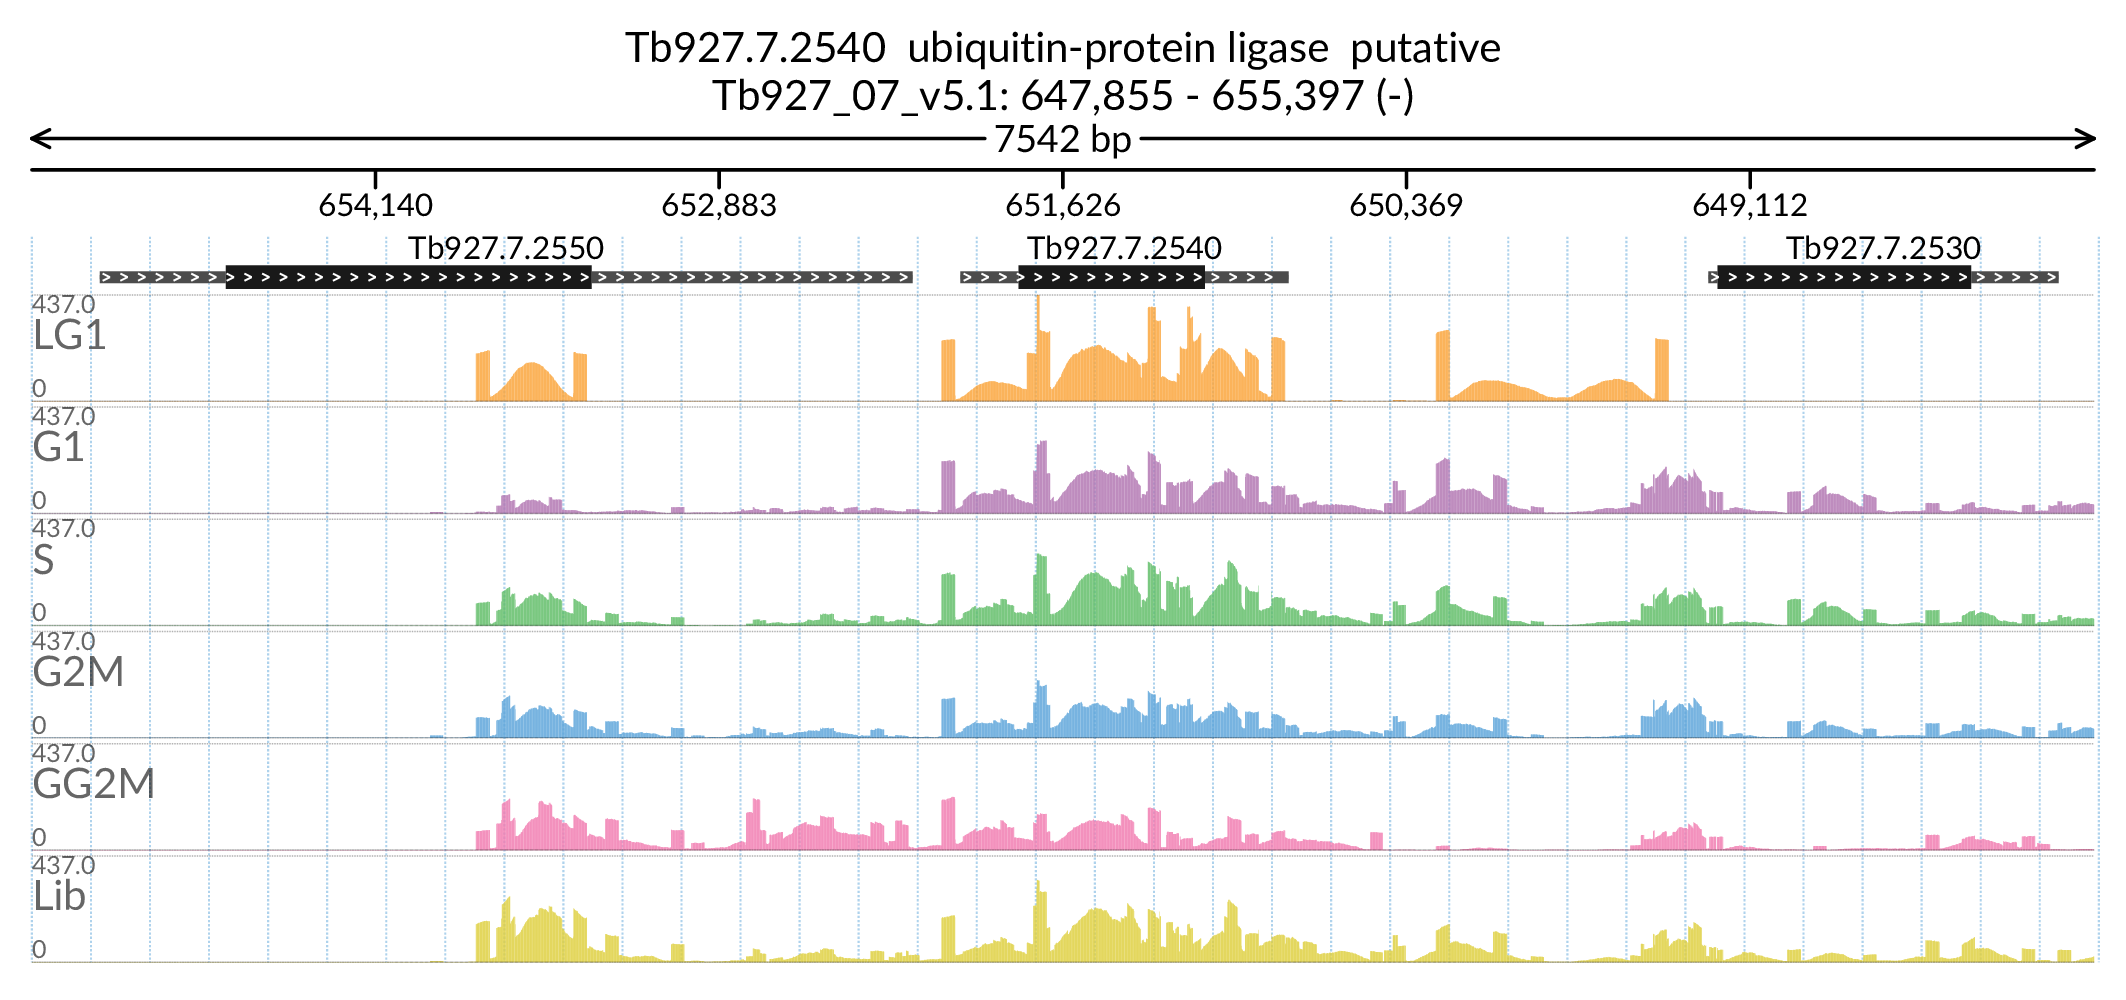 Tb927.7.2540 ubiquitin-protein ligase putative
Tb927_07_v5.1: 647,855 - 655,397 (-)
7542 bp
654,140 652,883 651,626 650,369 649,112
Tb927.7.2550 Tb927.7.2540 Tb927.7.2530
437.0
LG1
0
437.0
G1
0
437.0
S
0
437.0
G2M
0
437.0
GG2M
0
437.0
Lib
0